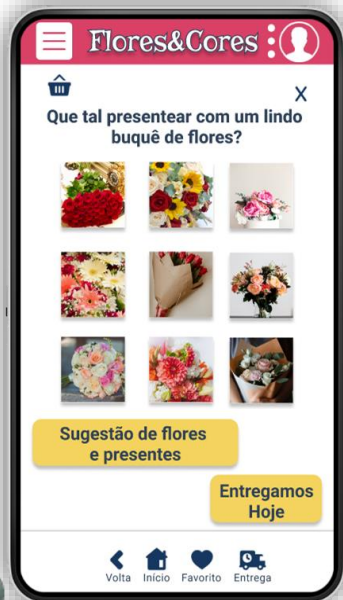 Flores&Cores
X
Que tal presentear com um lindo
buquê de flores?
Sugestão de flores
e presentes
Entregamos
Hoje
Volta Início Favorito Entrega